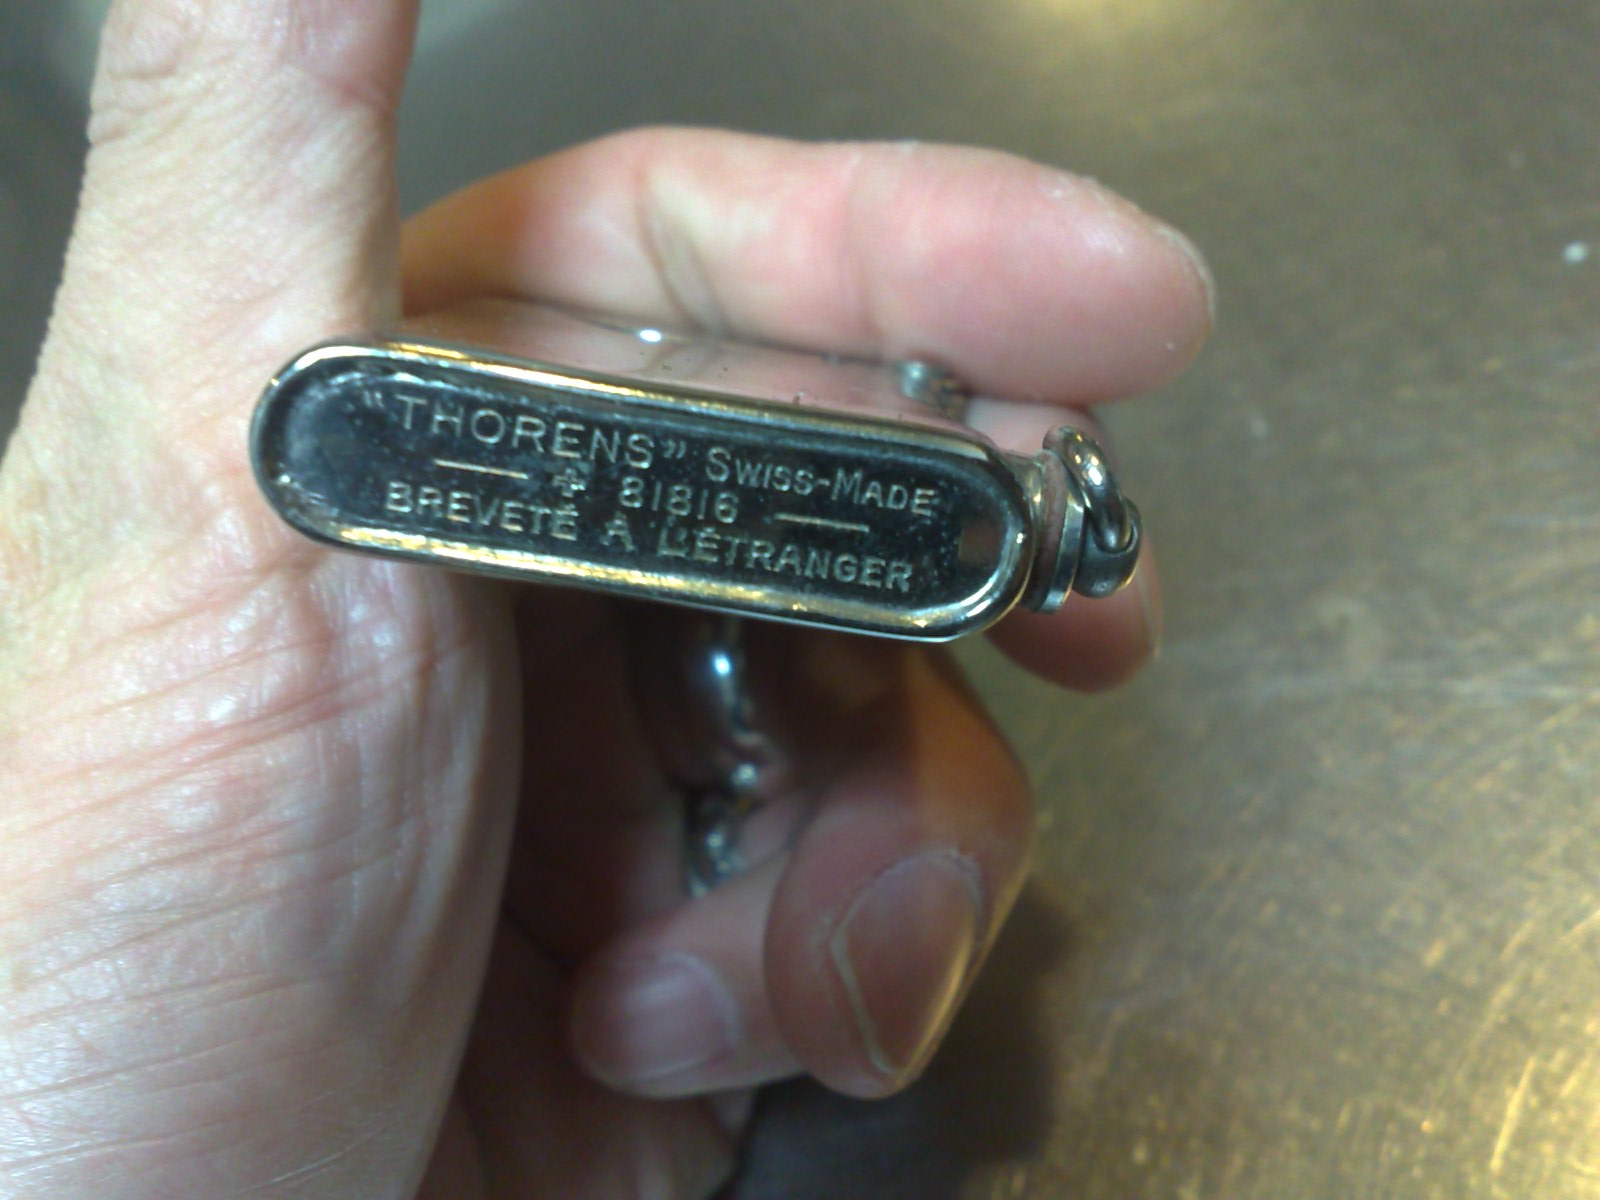 "THORENS" SWISS-MADE
81816
BREVETÉ A L'ÉTRANGER